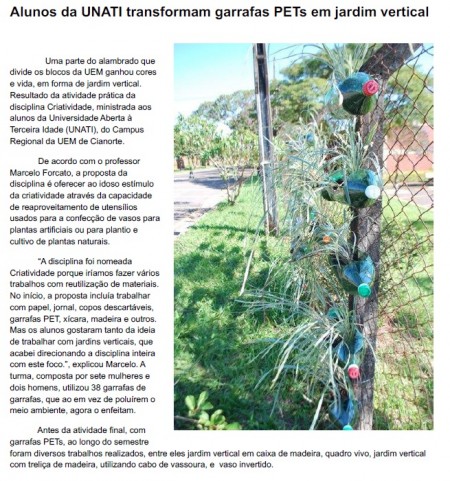 Alunos da UNATI transformam garrafas PETs em jardim vertical
Uma parte do alambrado que
divide os blocos da UEM ganhou cores
e vida, em forma de jardim vertical.
Resultado da atividade prática da
disciplina Criatividade, ministrada aos
alunos da Universidade Aberta à
Terceira Idade (UNATI), do Campus
Regional da UEM de Cianorte.
De acordo com o professor
Marcelo Forcato, a proposta da
disciplina é oferecer ao idoso estímulo
da criatividade através da capacidade
de reaproveitamento de utensílios
usados para a confecção de vasos para
plantas artificiais ou para plantio e
cultivo de plantas naturais.
"A disciplina foi nomeada
Criatividade porque iríamos fazer vários
trabalhos com reutilização de materiais.
No início, a proposta incluía trabalhar
com papel, jornal, copos descartáveis,
garrafas PET, xícara, madeira e outros.
Mas os alunos gostaram tanto da ideia
de trabalhar com jardins verticais, que
acabei direcionando a disciplina inteira
com este foco.", explicou Marcelo. A
turma, composta por sete mulheres e
dois homens, utilizou 38 garrafas de
garrafas, que ao em vez de poluírem o
meio ambiente, agora o enfeitam.
Antes da atividade final, com
garrafas PETs, ao longo do semestre
foram diversos trabalhos realizados, entre eles jardim vertical em caixa de madeira, quadro vivo, jardim vertical
com treliça de madeira, utilizando cabo de vassoura, e vaso invertido.